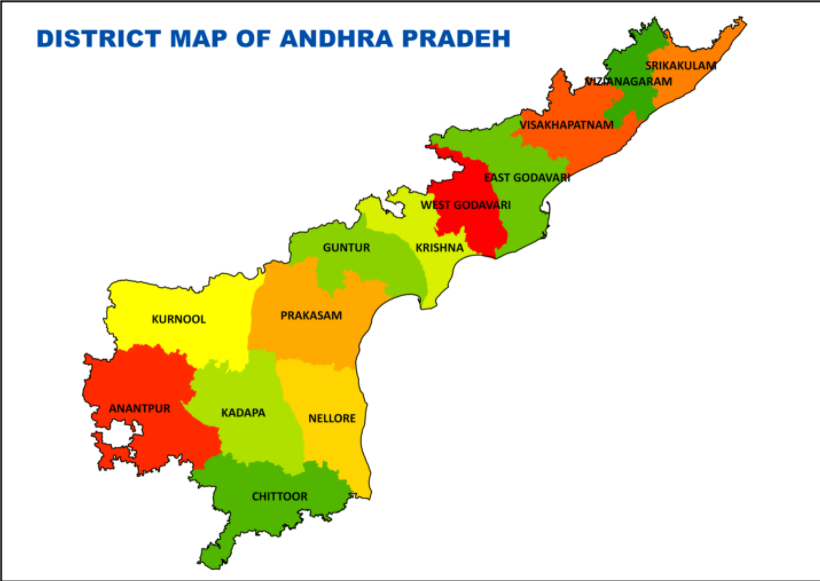 DISTRICT MAP OF ANDHRA PRADEH
SRIKAKULAM
VIZIANAGARAM
VISAKHAPATNAM
EAST GODAVARI
WEST GODAVARI
KRISHNA
GUNTUR
PRAKASAM
KURNOOL
ANANTPUR
KADAPA
NELLORE
CHITTOOR